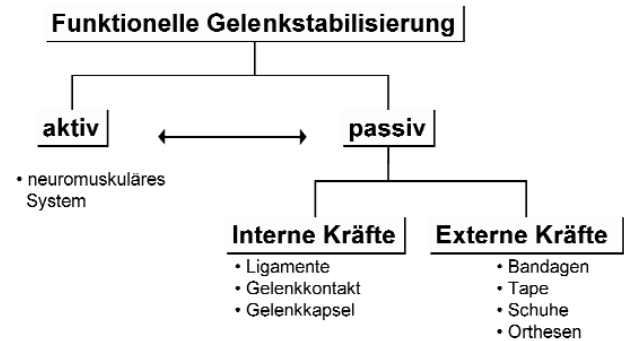 Funktionelle Gelenkstabilisierung
aktiv
passiv
• neuromuskuläres
System
Interne Kräfte
Externe Kräfte
• Ligamente
• Gelenkkontakt
• Gelenkkapsel
• Bandagen
• Tape
• Schuhe
• Orthesen